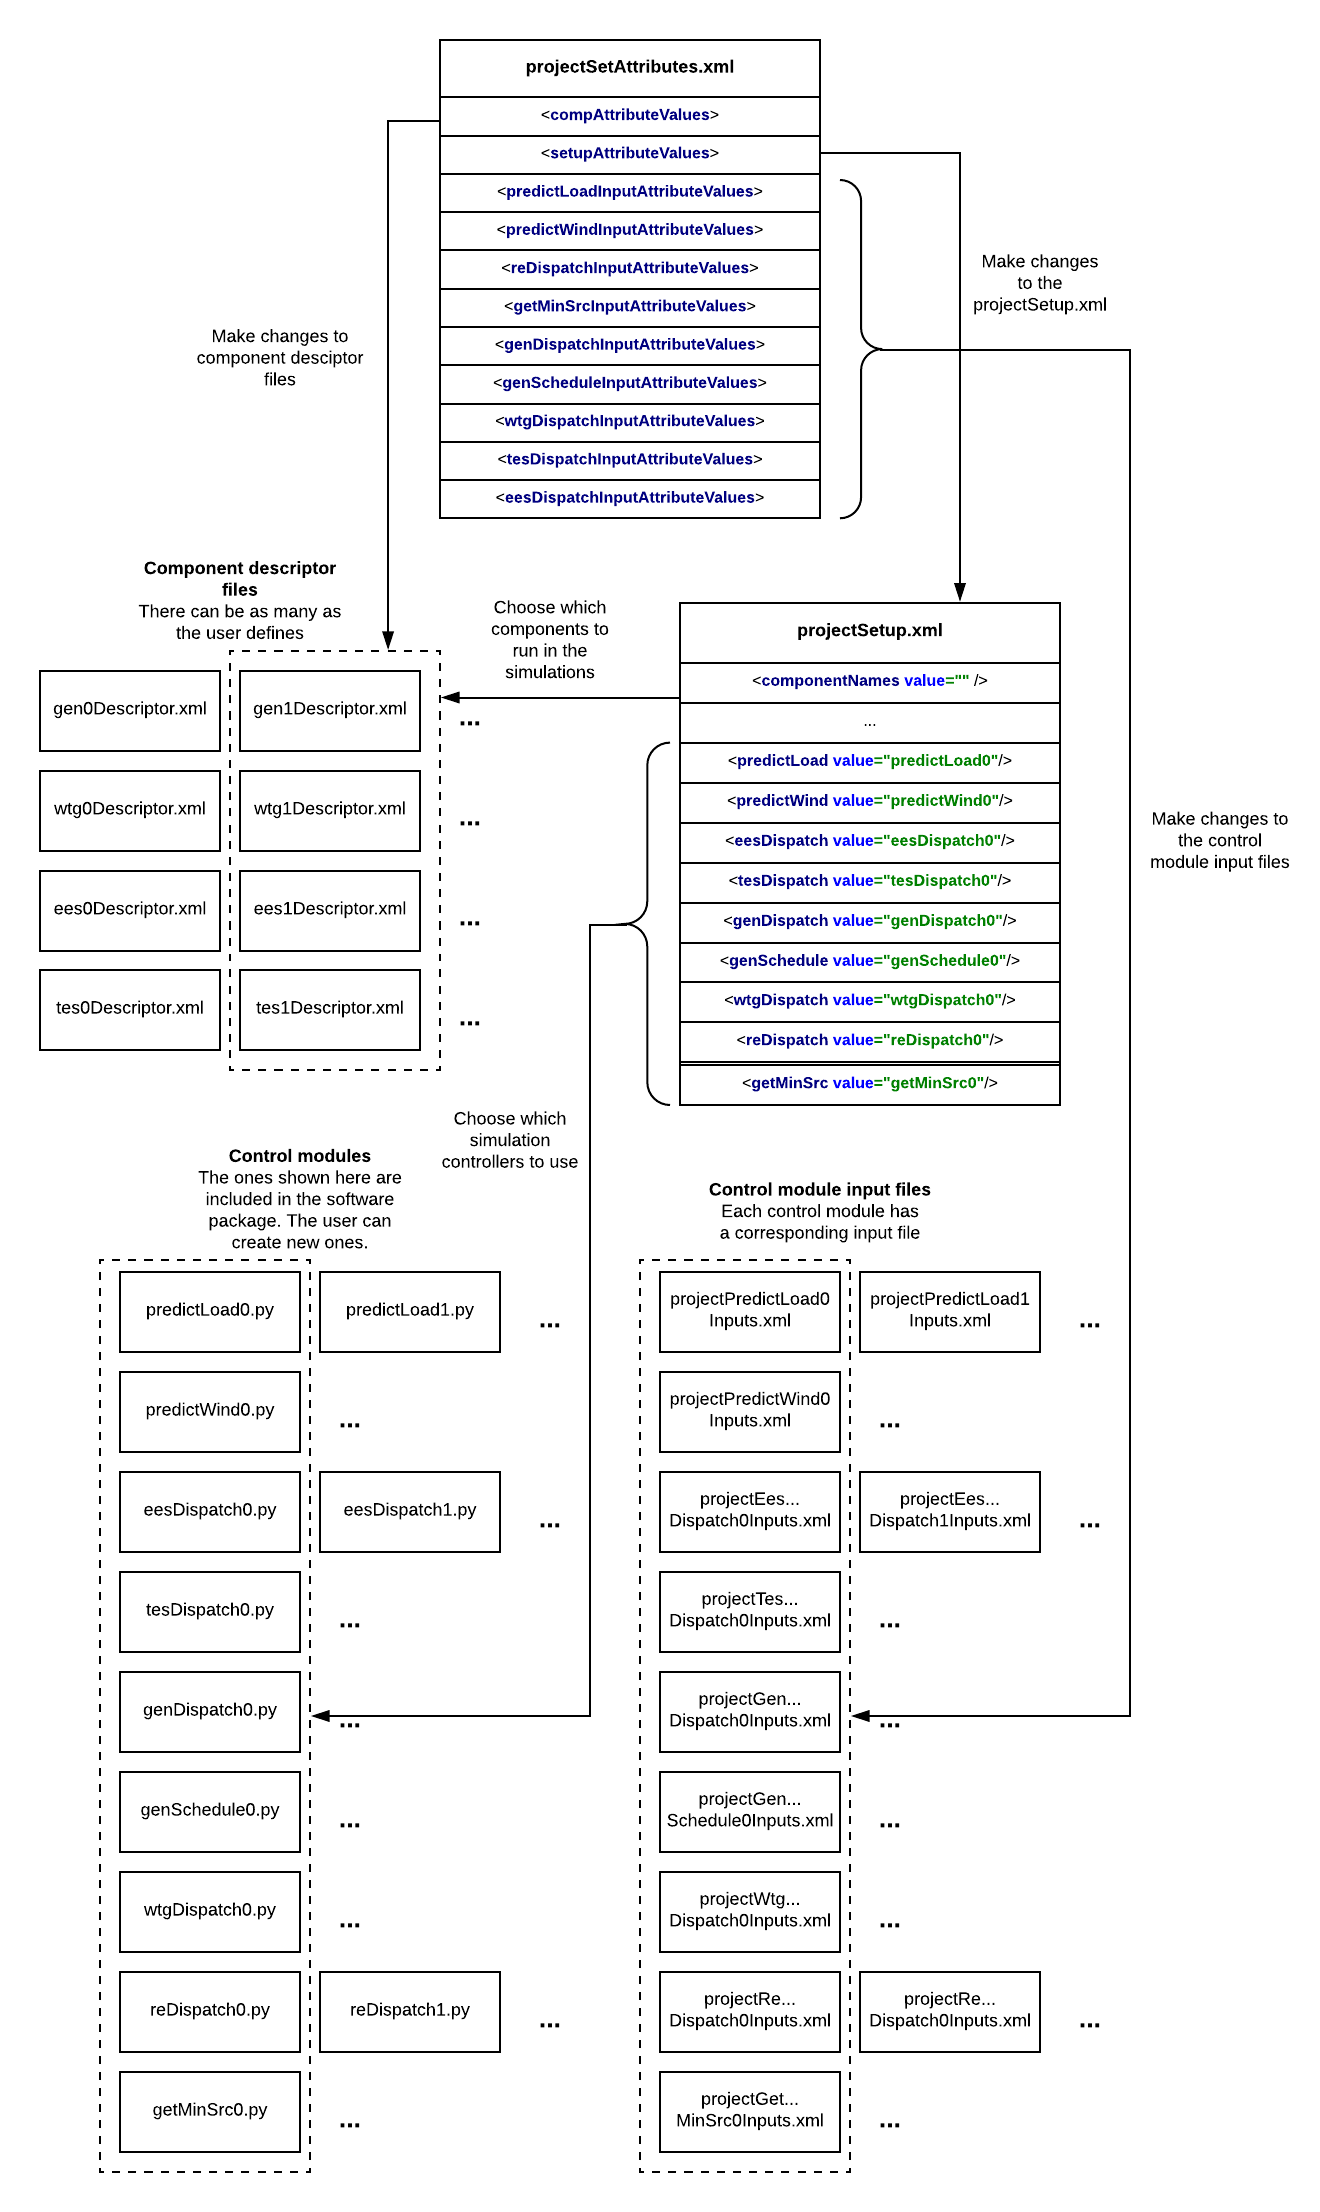 projectSetAttributes.xml
<compAttributeValues>
<setupAttributeValues>
<predictLoadInputAttributeValues>
<predictWindInputAttributeValues>
<reDispatchInputAttributeValues>
<getMinSrcInputAttributeValues>
<genDispatchInputAttributeValues>
<genScheduleInputAttributeValues>
<wtgDispatchInputAttributeValues>
<tesDispatchInputAttributeValues>
<eesDispatchInputAttributeValues>
Make changes
to the
projectSetup.xml
Make changes to
component desciptor
files
Component descriptor
files
There can be as many as
the user defines
Choose which
components to
run in the
simulations
gen0Descriptor.xml
gen1Descriptor.xml
...
wtg0Descriptor.xml
wtg1Descriptor.xml
...
ees0Descriptor.xml
ees1Descriptor.xml
...
tes0Descriptor.xml
tes1Descriptor.xml
...
projectSetup.xml
<componentNames value="" />
...
<predictLoad value="predictLoad0"/>
<predictWind value="predictWind0"/>
<eesDispatch value="eesDispatch0"/>
<tesDispatch value="tesDispatch0"/>
<genDispatch value="genDispatch0"/>
<genSchedule value="genSchedule0"/>
<wtgDispatch value="wtgDispatch0"/>
<reDispatch value="reDispatch0"/>
<getMinSrc value="getMinSrc0"/>
Make changes to
the control
module input files
Choose which
simulation
controllers to use
Control modules
The ones shown here are
included in the software
package. The user can
create new ones.
predictLoad0.py
predictLoad1.py
...
predictWind0.py
...
eesDispatch0.py
eesDispatch1.py
...
tesDispatch0.py
...
genDispatch0.py
...
genSchedule0.py
...
wtgDispatch0.py
...
reDispatch0.py
reDispatch1.py
...
getMinSrc0.py
...
Control module input files
Each control module has
a corresponding input file
projectPredictLoad0
Inputs.xml
projectPredictLoad1
Inputs.xml
...
projectPredictWind0
Inputs.xml
...
projectEes...
Dispatch0Inputs.xml
projectEes...
Dispatch1Inputs.xml
...
projectTes...
Dispatch0Inputs.xml
...
projectGen...
Dispatch0Inputs.xml
...
projectGen...
Schedule0Inputs.xml
...
projectWtg...
Dispatch0Inputs.xml
...
projectRe...
Dispatch0Inputs.xml
projectRe...
Dispatch0Inputs.xml
...
projectGet...
MinSrc0Inputs.xml
...